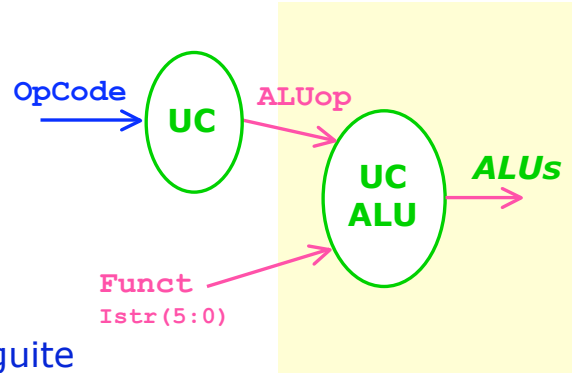 OpCode
UC
ALUop
UC
ALU
ALUs
Funct
Istr(5:0)
guite